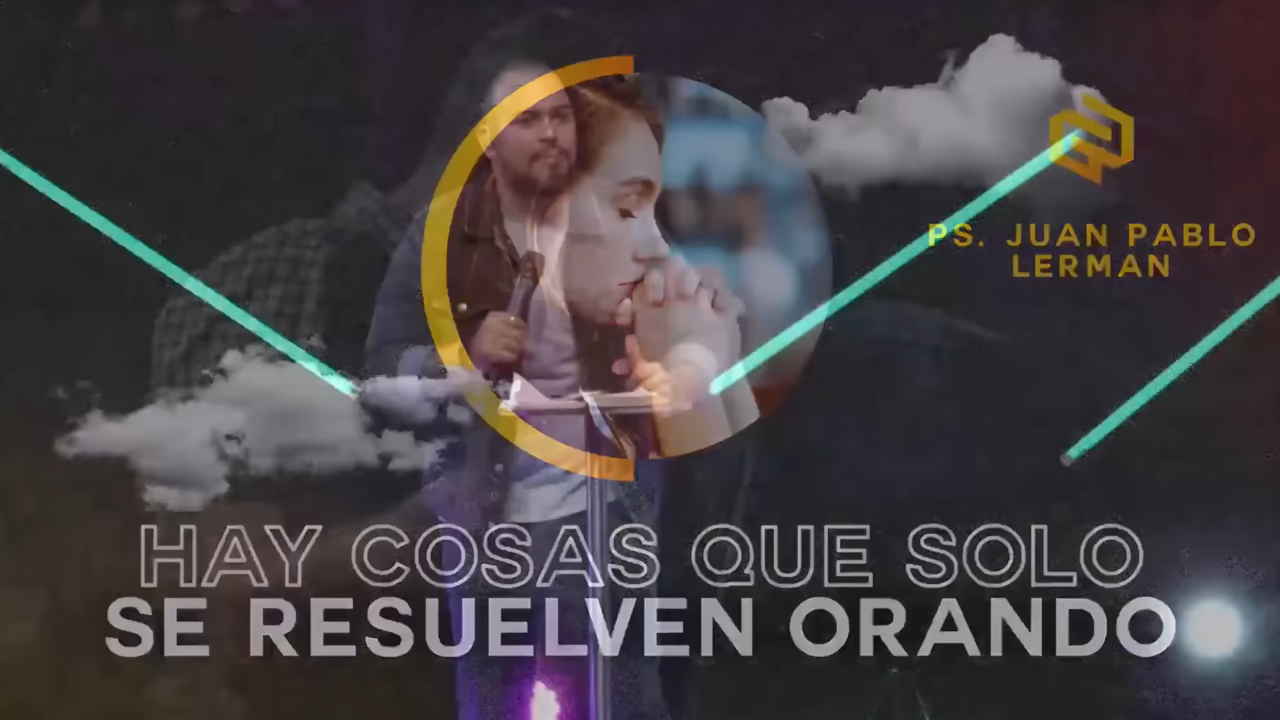 PS. JUAN PABLO
LERMAN
HAY COSAS QUE SOLO
SE RESUELVEN ORANDO